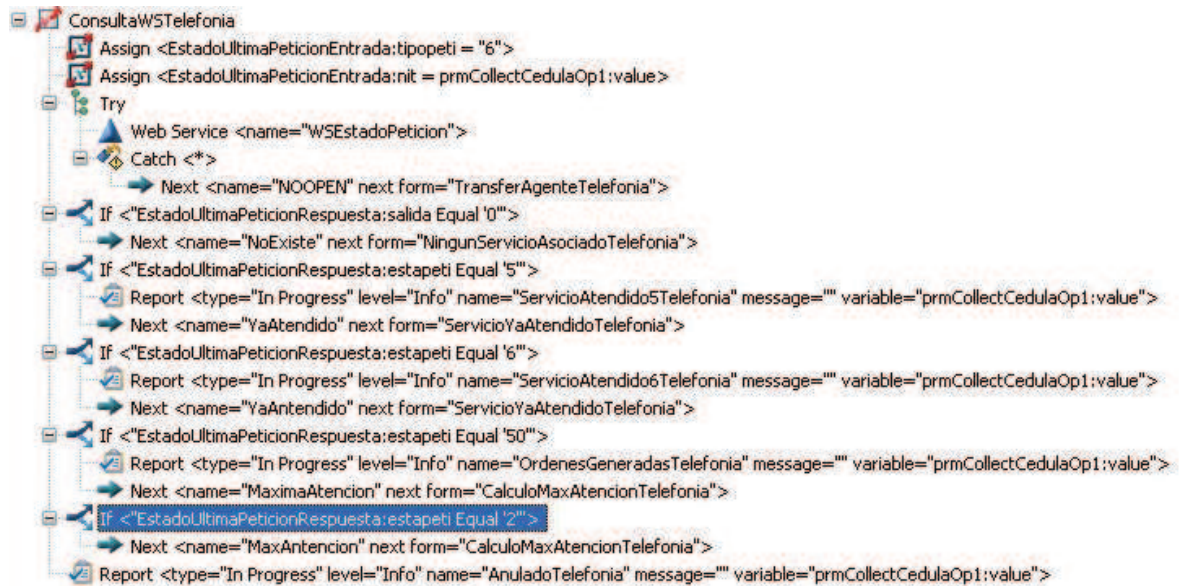 ConsultaWSTelefonia
Assign <EstadoUltimaPeticionEntrada:tipopeti = "6">
Assign <EstadoUltimaPeticionEntrada:nit = prmCollectCedulaOp1:value>
Try
Web Service <name="WSEstadoPeticion">
Catch <*>
Next <name="NOOPEN" next form="TransferAgenteTelefonia">
If <"EstadoUltimaPeticionRespuesta:salida Equal '0'">
Next <name="NoExiste" next form="NingunServicioAsociadoTelefonia">
If <"EstadoUltimaPeticionRespuesta:estapeti Equal '5'">
Report <type="In Progress" level="Info" name="ServicioAtendido5Telefonia" message="" variable="prmCollectCedulaOp1:value">
Next <name="YaAtendido" next form="ServicioYaAtendidoTelefonia">
If <"EstadoUltimaPeticionRespuesta:estapeti Equal '6'">
Report <type="In Progress" level="Info" name="ServicioAtendido6Telefonia" message="" variable="prmCollectCedulaOp1:value">
Next <name="YaAntendido" next form="ServicioYaAtendidoTelefonia">
If <"EstadoUltimaPeticionRespuesta:estapeti Equal '50'">
Report <type="In Progress" level="Info" name="OrdenesGeneradasTelefonia" message="" variable="prmCollectCedulaOp1:value">
Next <name="MaximaAtencion" next form="CalculoMaxAtencionTelefonia">
If <"EstadoUltimaPeticionRespuesta:estapeti Equal '2'">
Next <name="MaxAntencion" next form="CalculoMaxAtencionTelefonia">
Report <type="In Progress" level="Info" name="AnuladoTelefonia" message="" variable="prmCollectCedulaOp1:value">